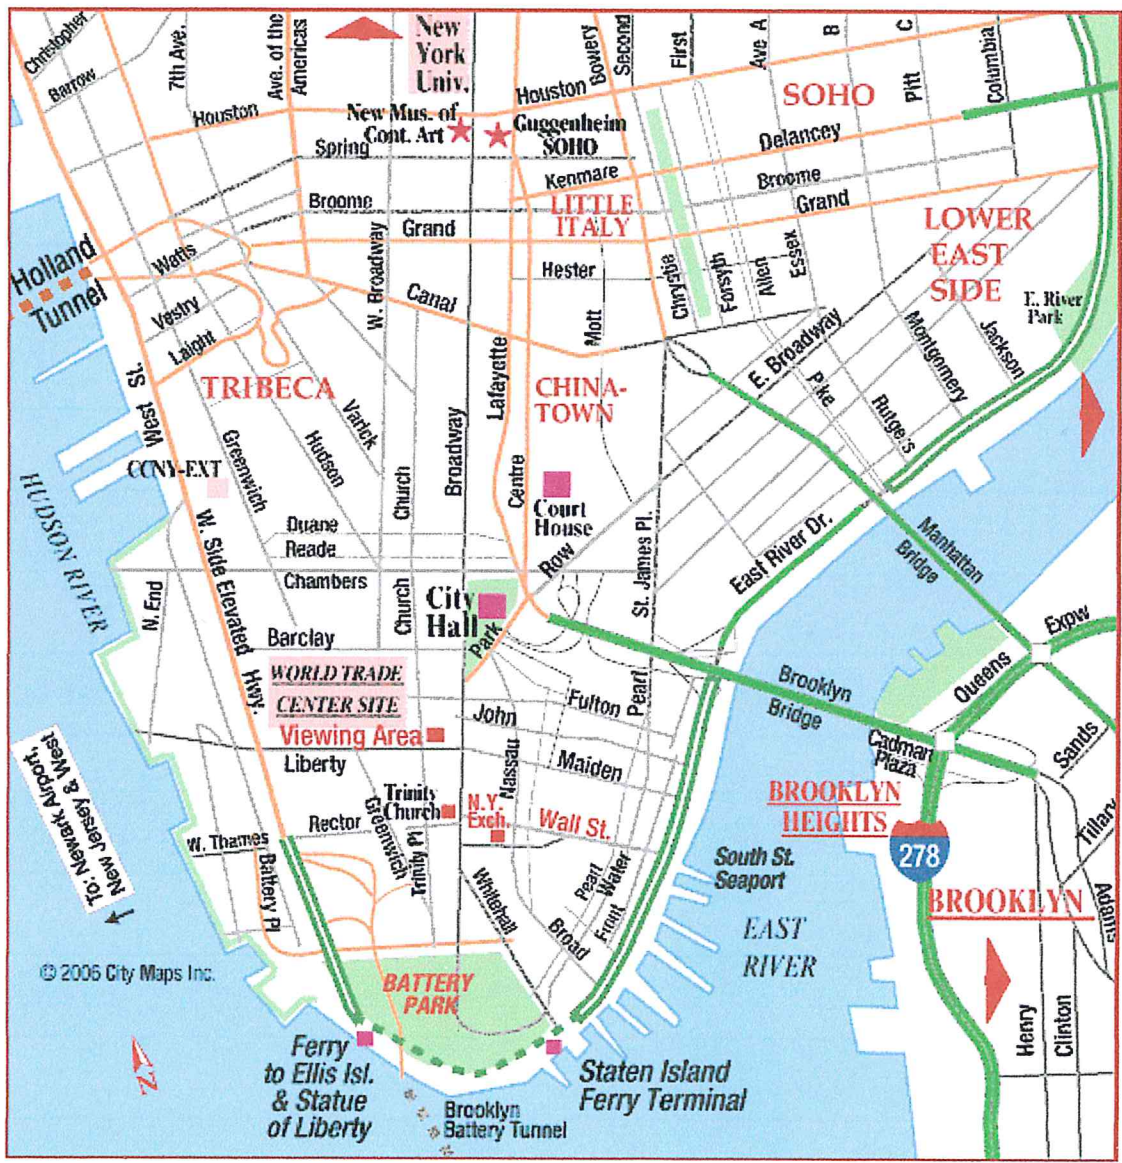 Christopher
Barrow
7th Ave.
Ave. of the
Americas
New
York
Univ.
Houston
Bowery
Second
First
Ave A
B
C
Pitt
Columbia
Houston
SOHO
New Mus. of
Cont. Art
Guggenheim
SOHO
Delancey
Spring
Kenmare
Broome
Broome
LITTLE
ITALY
Grand
Grand
LOWER
EAST
SIDE
Holland
Tunnel
Watts
Vestry
Laight
W. Broadway
Canal
Hester
Mott
Chrystie
Forsyth
Allen
Essex
E. River
Park
E. Broadway
Montgomery
Jackson
Pike
Rutgers
West St.
TRIBECA
Varick
Hudson
Greenwich
Lafayette
CHINA-
TOWN
Broadway
Church
Centre
CCNY-EXT
Court
House
HUDSON RIVER
W. Side Elevated Hwy.
Duane
Reade
Chambers
Row
St. James Pl.
East River Dr.
Manhattan
Bridge
N. End
Church
City
Hall
Park
Barclay
WORLD TRADE
CENTER SITE
Viewing Area
Liberty
John
Fulton
Pearl
Maiden
Nassau
Brooklyn
Bridge
Queens
Expw
Cadman
Plaza
Sands
Tillary
Adams
To: Newark Airport,
New Jersey & West
Trinity
Church
N.Y.
Exch.
Wall St.
Rector
Greenwich
Trinity Pl
W. Thames
Battery Pl
Whitehall
Pearl
Water
Front
Broad
South St.
Seaport
BROOKLYN
HEIGHTS
278
BROOKLYN
EAST
RIVER
© 2006 City Maps Inc.
BATTERY
PARK
Henry
Clinton
N
Ferry
to Ellis Isl.
& Statue
of Liberty
Staten Island
Ferry Terminal
Brooklyn
Battery Tunnel